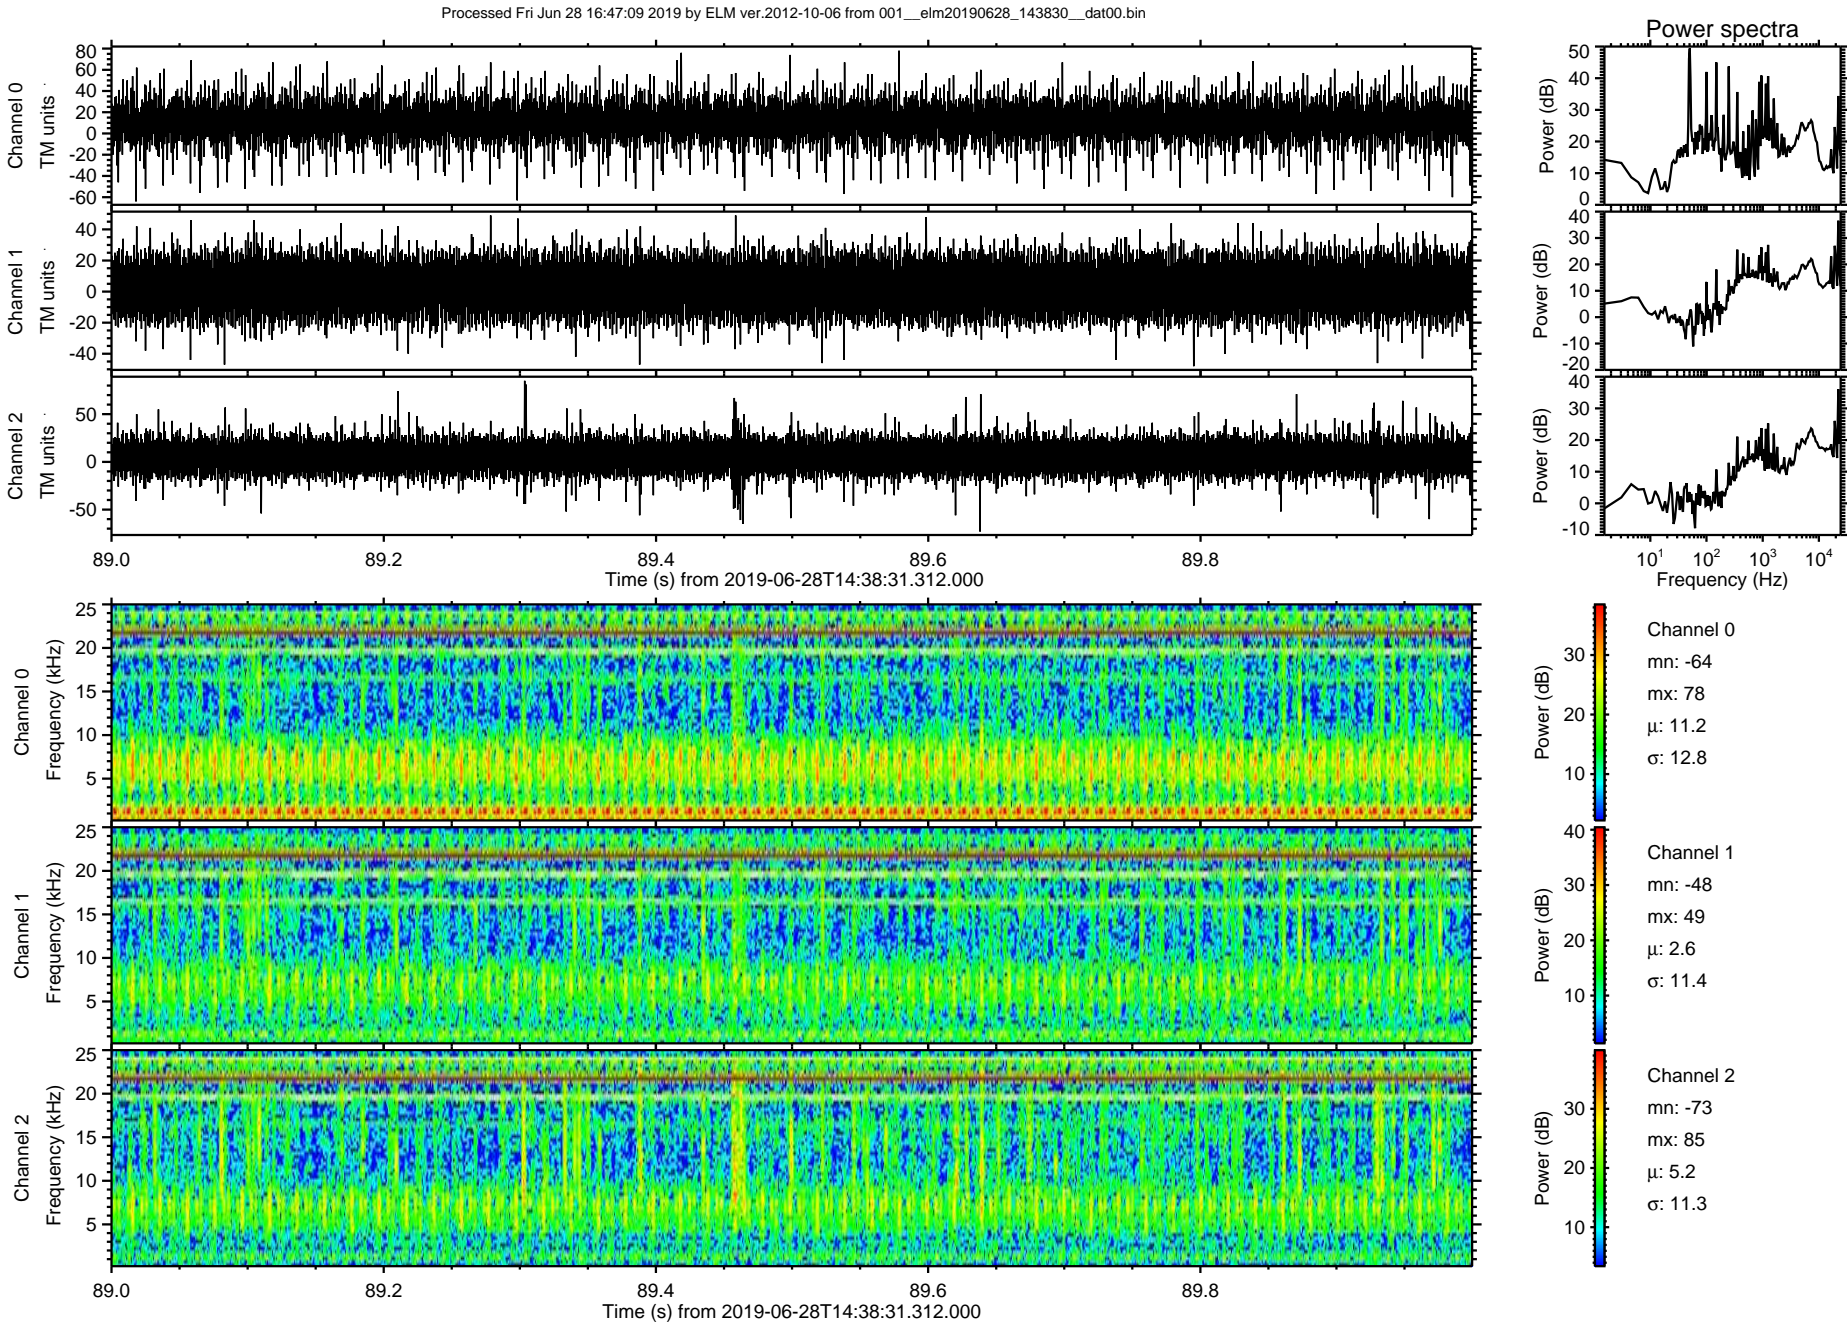 Processed Fri Jun 28 16:47:09 2019 by ELM ver.2012-10-06 from 001__elm20190628_143830__dat00.bin
Power spectra
Channel 0
TM units
80
60
40
20
0
-20
-40
-60
Power (dB)
50
40
30
20
10
0
Channel 1
TM units
40
20
0
-20
-40
Power (dB)
40
30
20
10
0
-10
-20
Channel 2
TM units
50
0
-50
Power (dB)
40
30
20
10
0
-10
89.0 89.2 89.4 89.6 89.8
Time (s) from 2019-06-28T14:38:31.312.000
10^1 10^2 10^3 10^4
Frequency (Hz)
Channel 0
Frequency (kHz)
25
20
15
10
5
Power (dB)
30
20
10
Channel 0
mn: -64
mx: 78
μ: 11.2
σ: 12.8
Channel 1
Frequency (kHz)
25
20
15
10
5
Power (dB)
40
30
20
10
Channel 1
mn: -48
mx: 49
μ: 2.6
σ: 11.4
Channel 2
Frequency (kHz)
25
20
15
10
5
Power (dB)
30
20
10
Channel 2
mn: -73
mx: 85
μ: 5.2
σ: 11.3
89.0 89.2 89.4 89.6 89.8
Time (s) from 2019-06-28T14:38:31.312.000